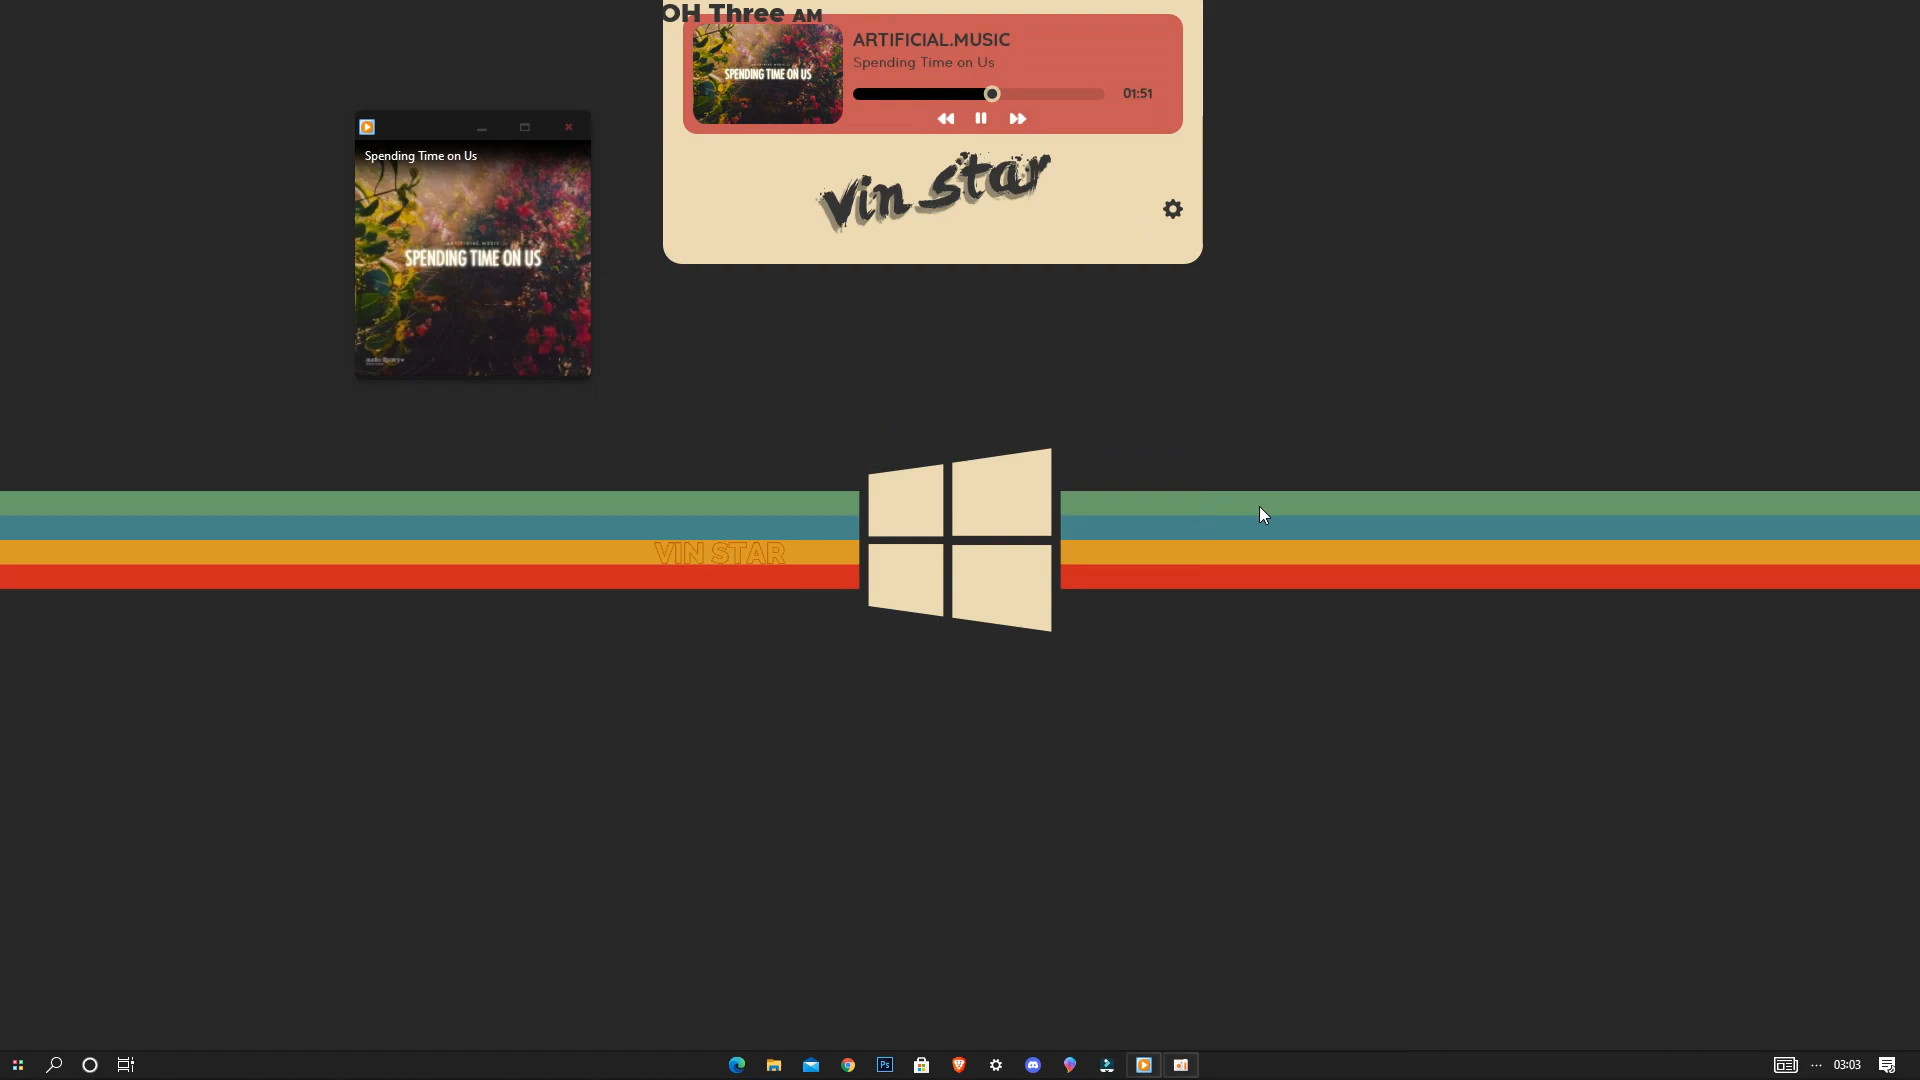 OH Three AM
ARTIFICIAL.MUSIC
Spending Time on Us
01:51
SPENDING TIME ON US
Vin Star
Spending Time on Us
SPENDING TIME ON US
VIN STAR
Ps
03:03